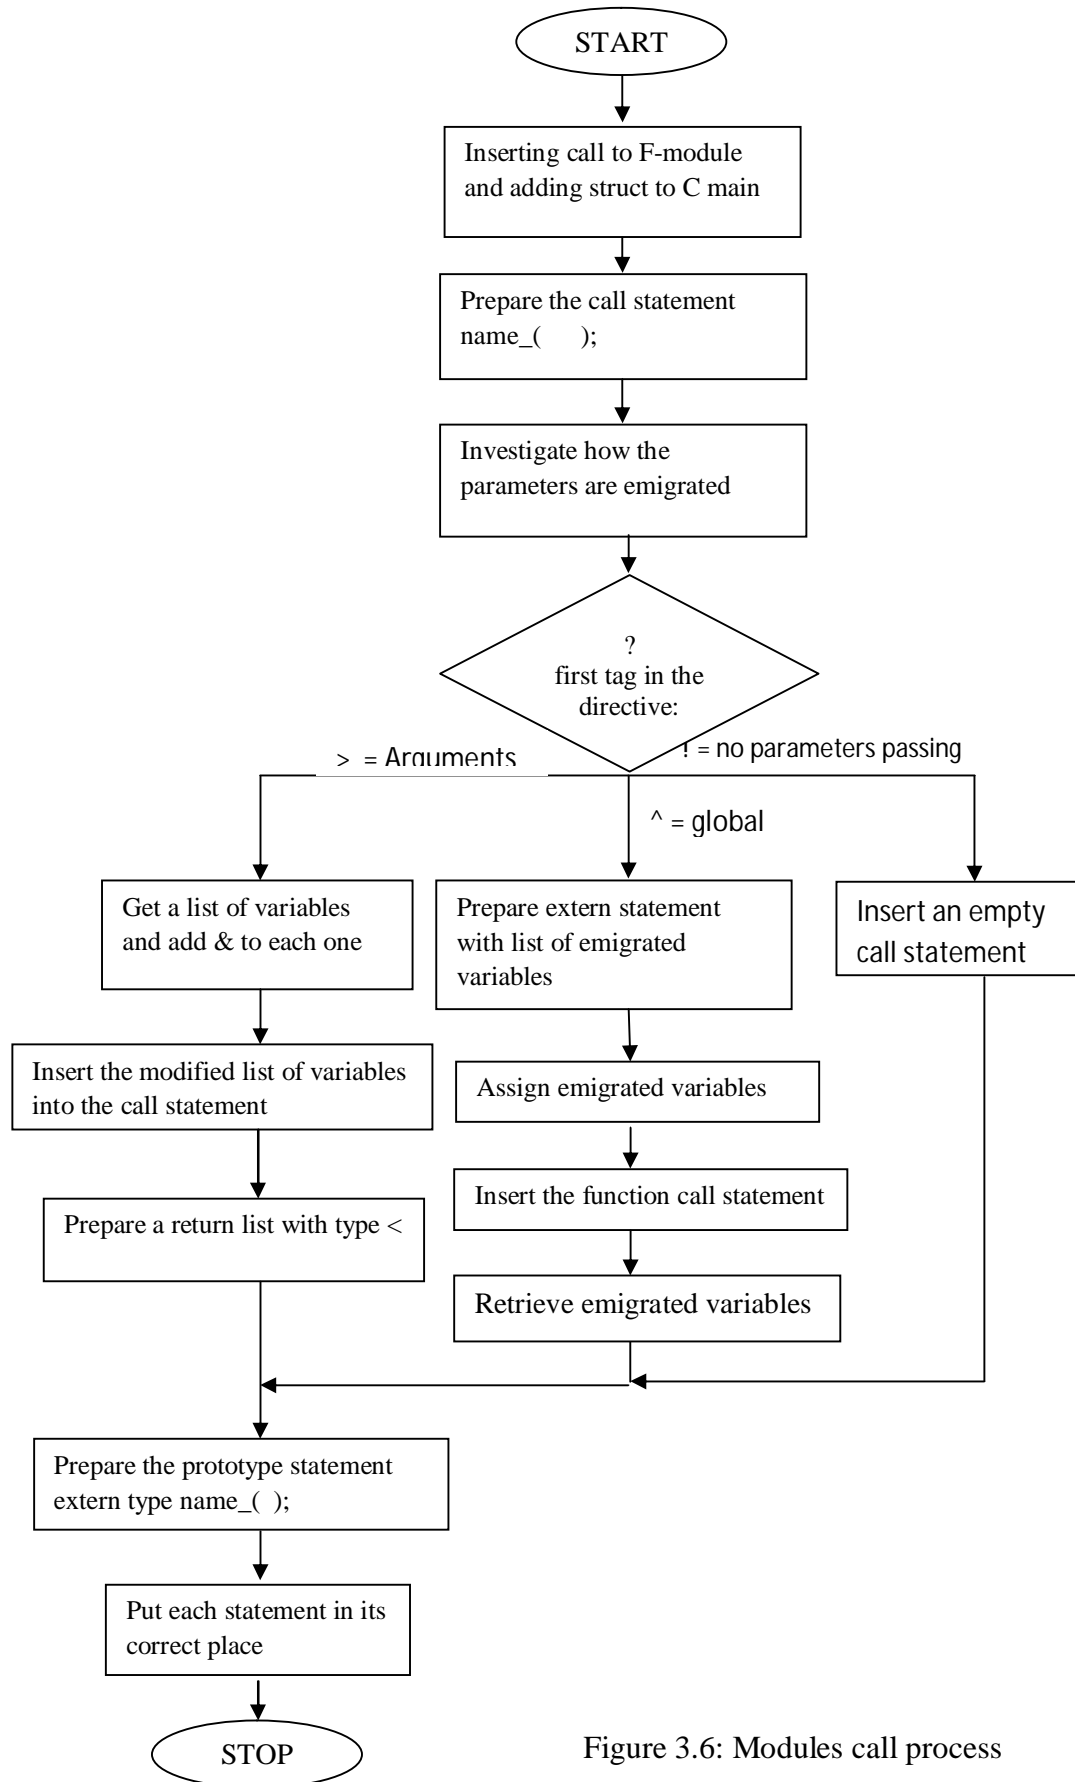 START
Inserting call to F-module
and adding struct to C main
Prepare the call statement
name_( );
Investigate how the
parameters are emigrated
?
first tag in the
directive:
> = Arguments
! = no parameters passing
^ = global
Get a list of variables
and add & to each one
Prepare extern statement
with list of emigrated
variables
Insert an empty
call statement
Insert the modified list of variables
into the call statement
Assign emigrated variables
Prepare a return list with type <
Insert the function call statement
Retrieve emigrated variables
Prepare the prototype statement
extern type name_( );
Put each statement in its
correct place
STOP
Figure 3.6: Modules call process